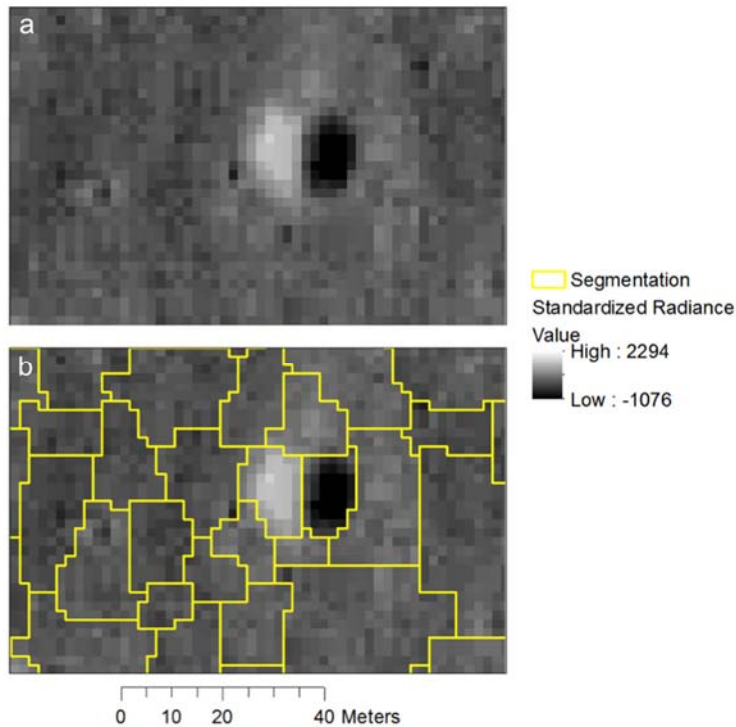 a
b
Segmentation
Standardized Radiance
Value
High : 2294
Low : -1076
0 10 20 40 Meters